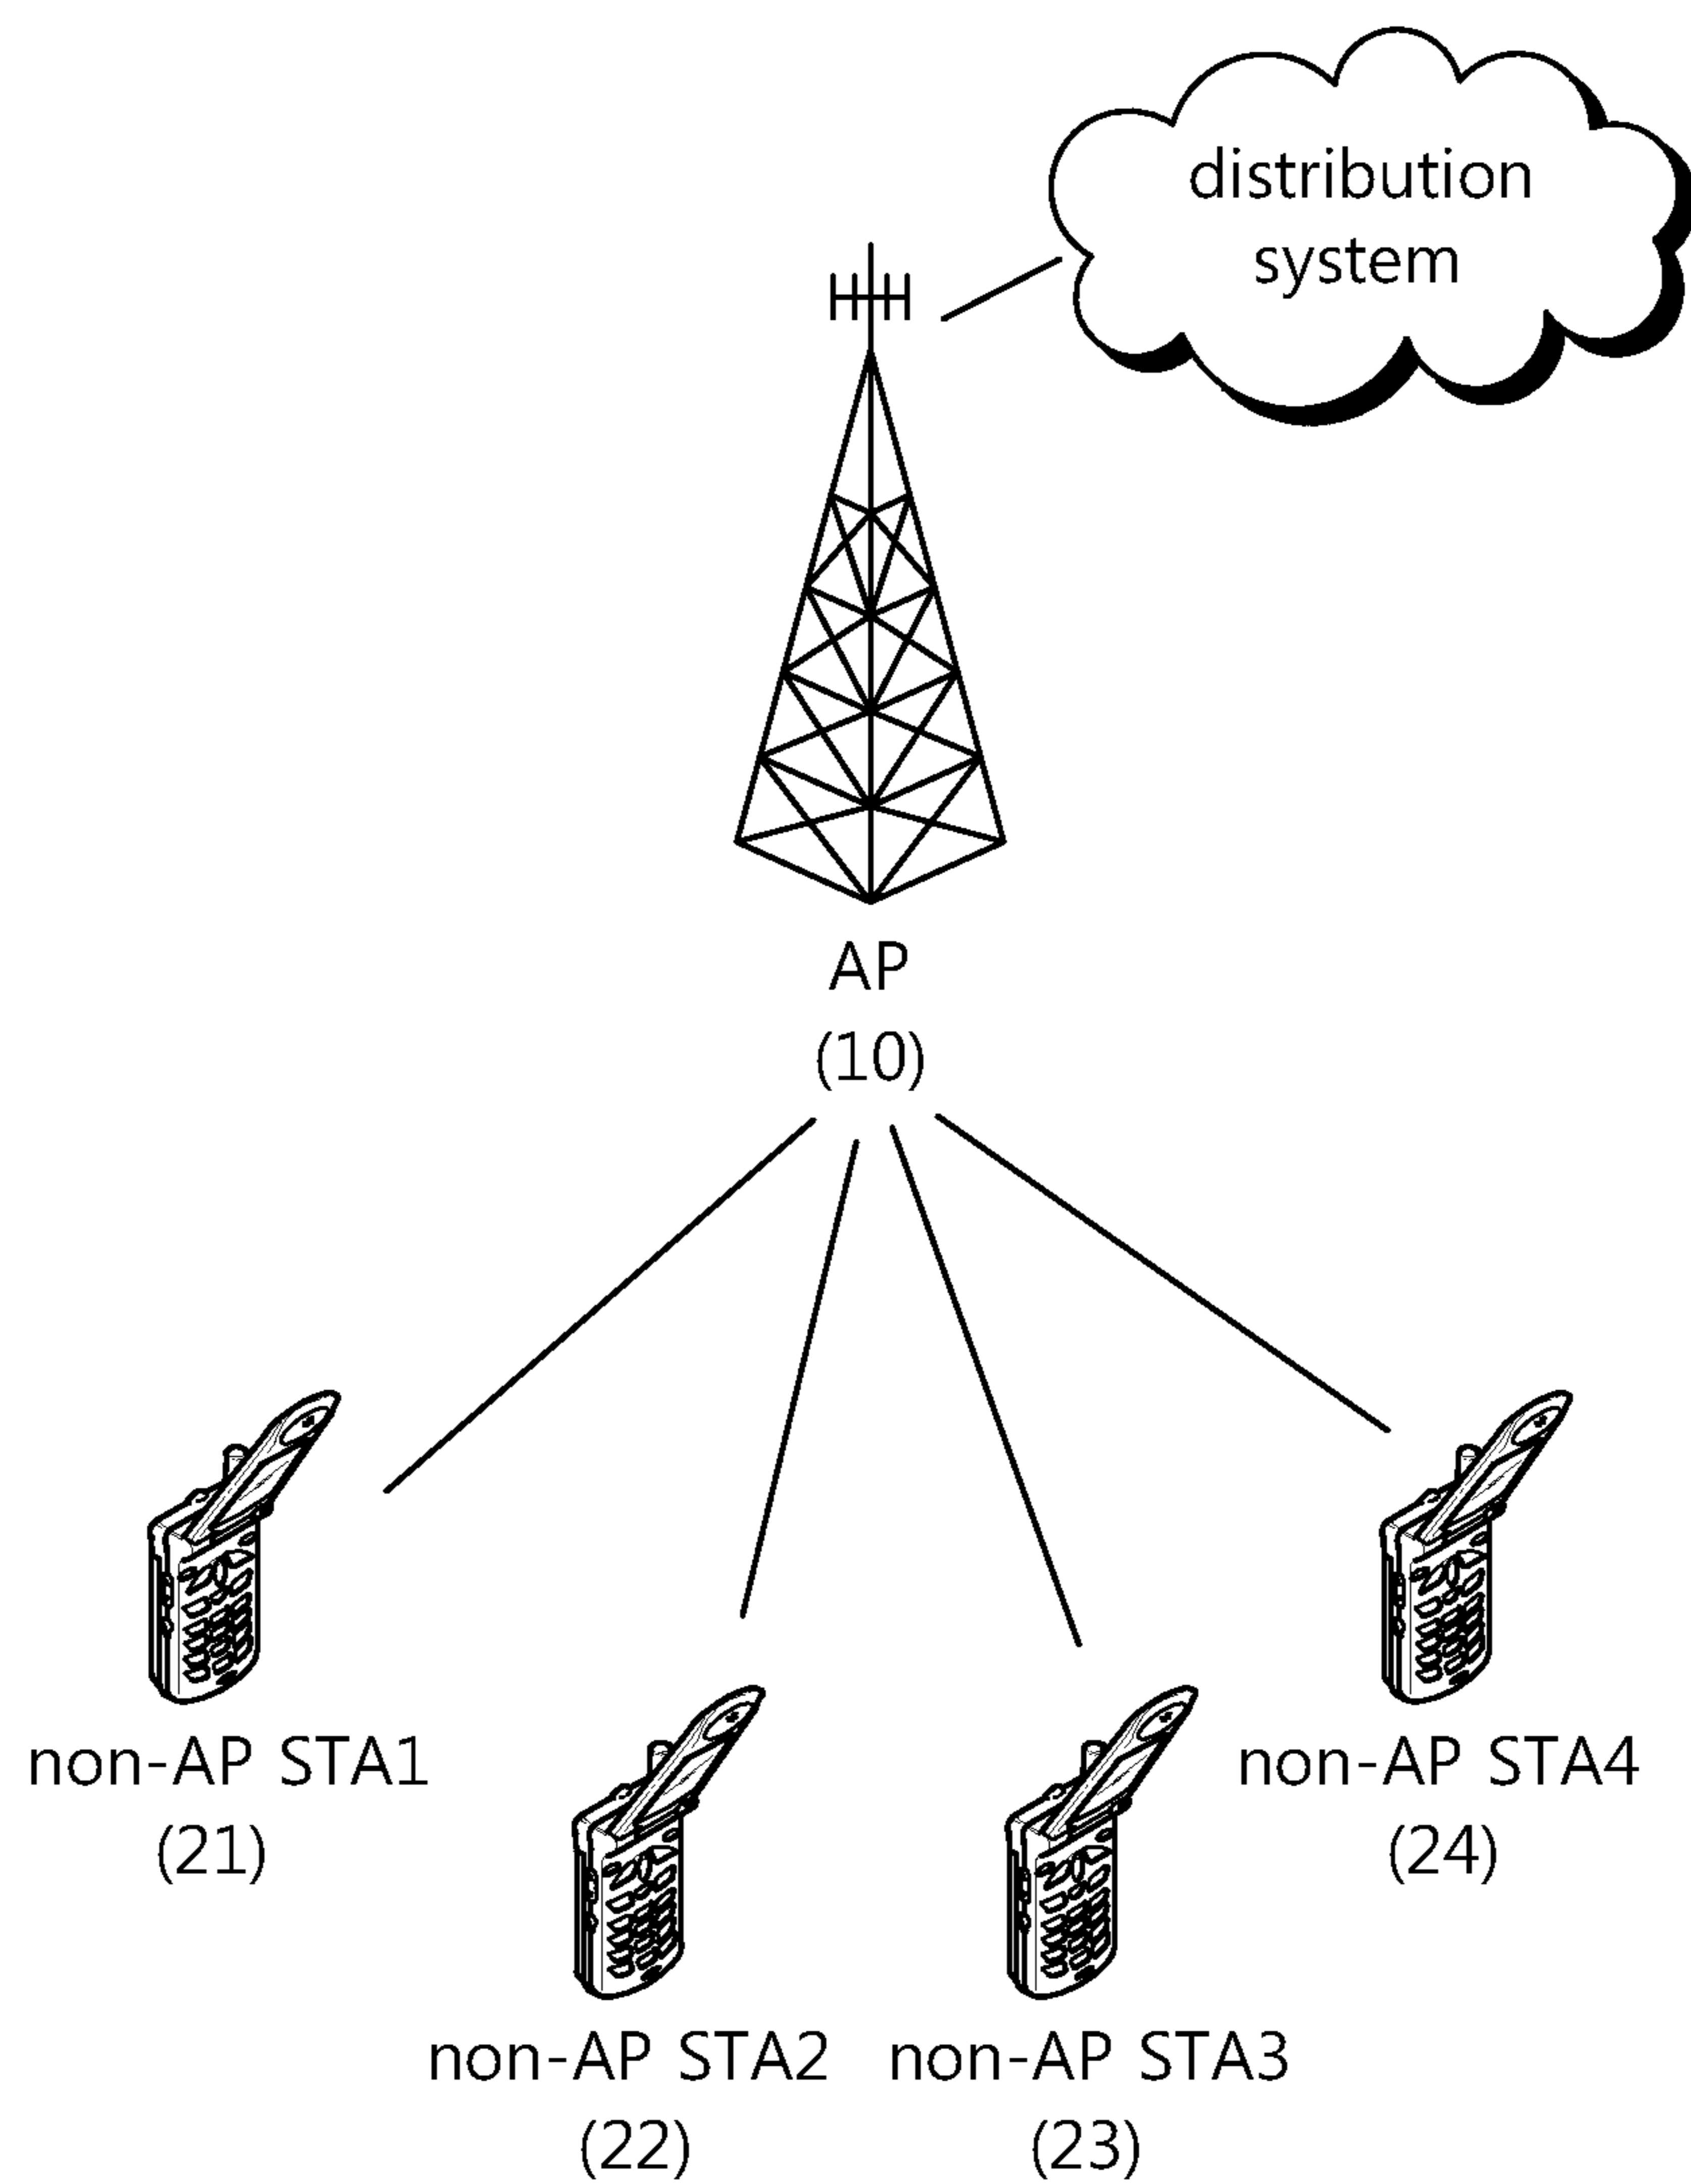 distribution
system
AP
(10)
non-AP STA1
(21)
non-AP STA4
(24)
non-AP STA2
(22)
non-AP STA3
(23)